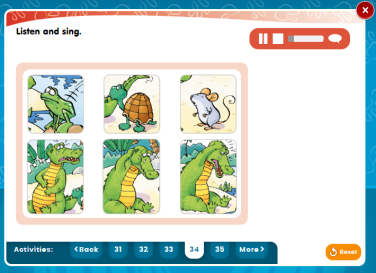 Listen and sing.
Activities: Back 31 32 33 34 35 More
Reset